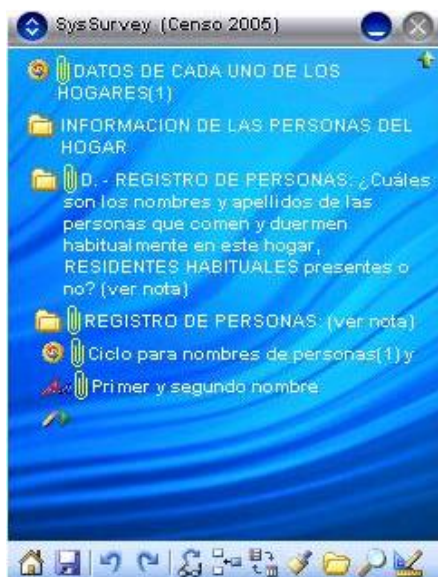 SysSurvey (Censo 2005)
DATOS DE CADA UNO DE LOS
HOGARES(1)
INFORMACION DE LAS PERSONAS DEL
HOGAR
D. - REGISTRO DE PERSONAS: ¿Cuáles
son los nombres y apellidos de las
personas que comen y duermen
habitualmente en este hogar,
RESIDENTES HABITUALES presentes o
no? (ver nota)
REGISTRO DE PERSONAS: (ver nota)
Ciclo para nombres de personas(1) y
Primer y segundo nombre